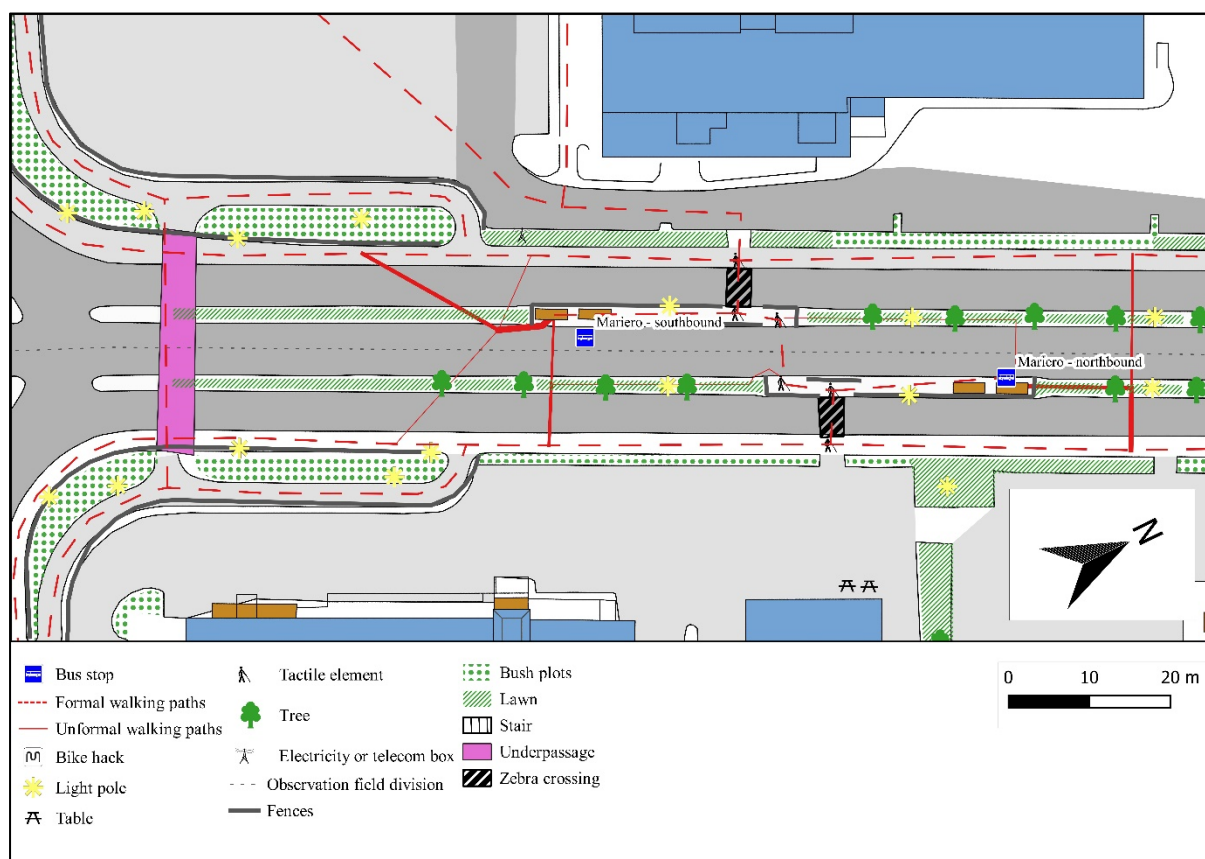 Mariero - southbound
Mariero - northbound
N
Bus stop
Formal walking paths
Unformal walking paths
Bike hack
Light pole
Table
Tactile element
Tree
Electricity or telecom box
Observation field division
Fences
Bush plots
Lawn
Stair
Underpassage
Zebra crossing
0 10 20 m